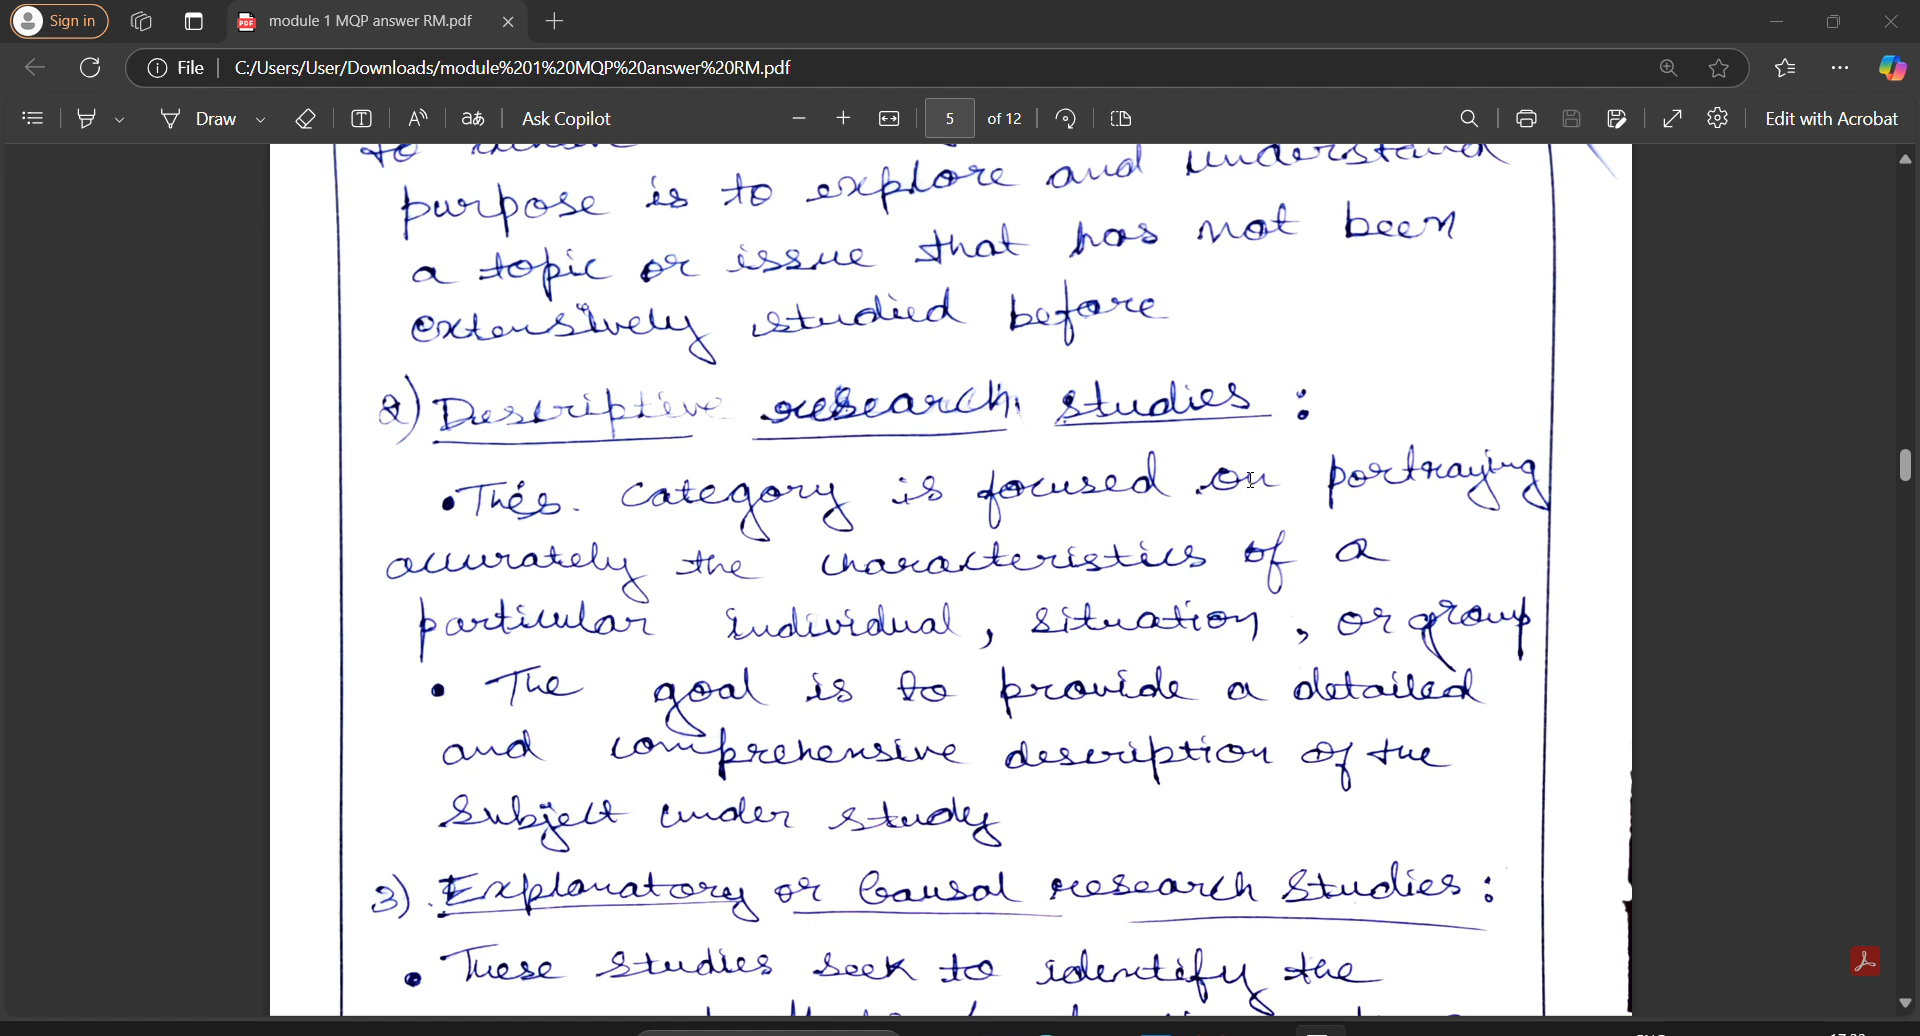 Sign in
module 1 MQP answer RM.pdf
File
C:/Users/User/Downloads/module%201%20MQP%20answer%20RM.pdf
Draw
aあ
Ask Copilot
5 of 12
Edit with Acrobat
to understand
purpose is to explore and
a topic or issue that has not been
extensively studied before
2) Descriptive research studies :
• This category is focused on portraying
accurately the characteristics of a
particular individual, situation, or group
• The goal is to provide a detailed
and comprehensive description of the
subject under study
3) Explanatory or Causal research Studies :
• These studies seek to identify the